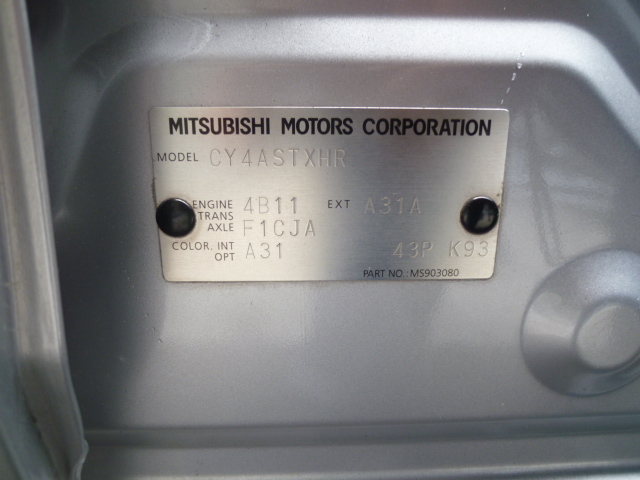 MITSUBISHI MOTORS CORPORATION
MODEL CY4ASTXHR
ENGINE 4B11 EXT A31A
TRANS AXLE F1CJA
COLOR. INT A31 43P K93
OPT
PART NO.:MS903080